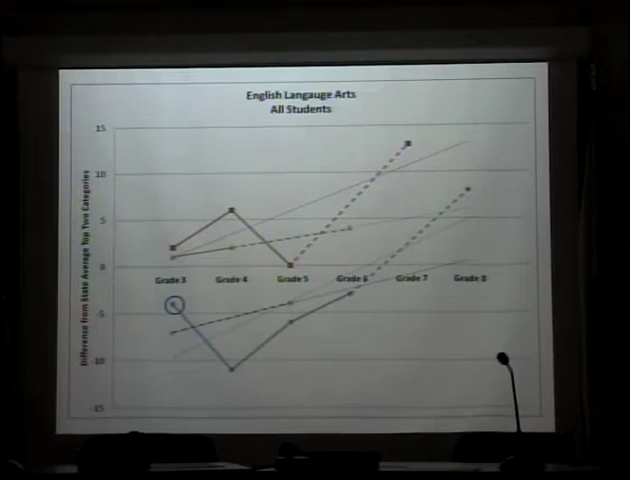 English Langauge Arts
All Students
Difference from State Average Top Two Categories
15
10
5
0
Grade 3 Grade 4 Grade 5 Grade 6 Grade 7 Grade 8
-5
-10
-15